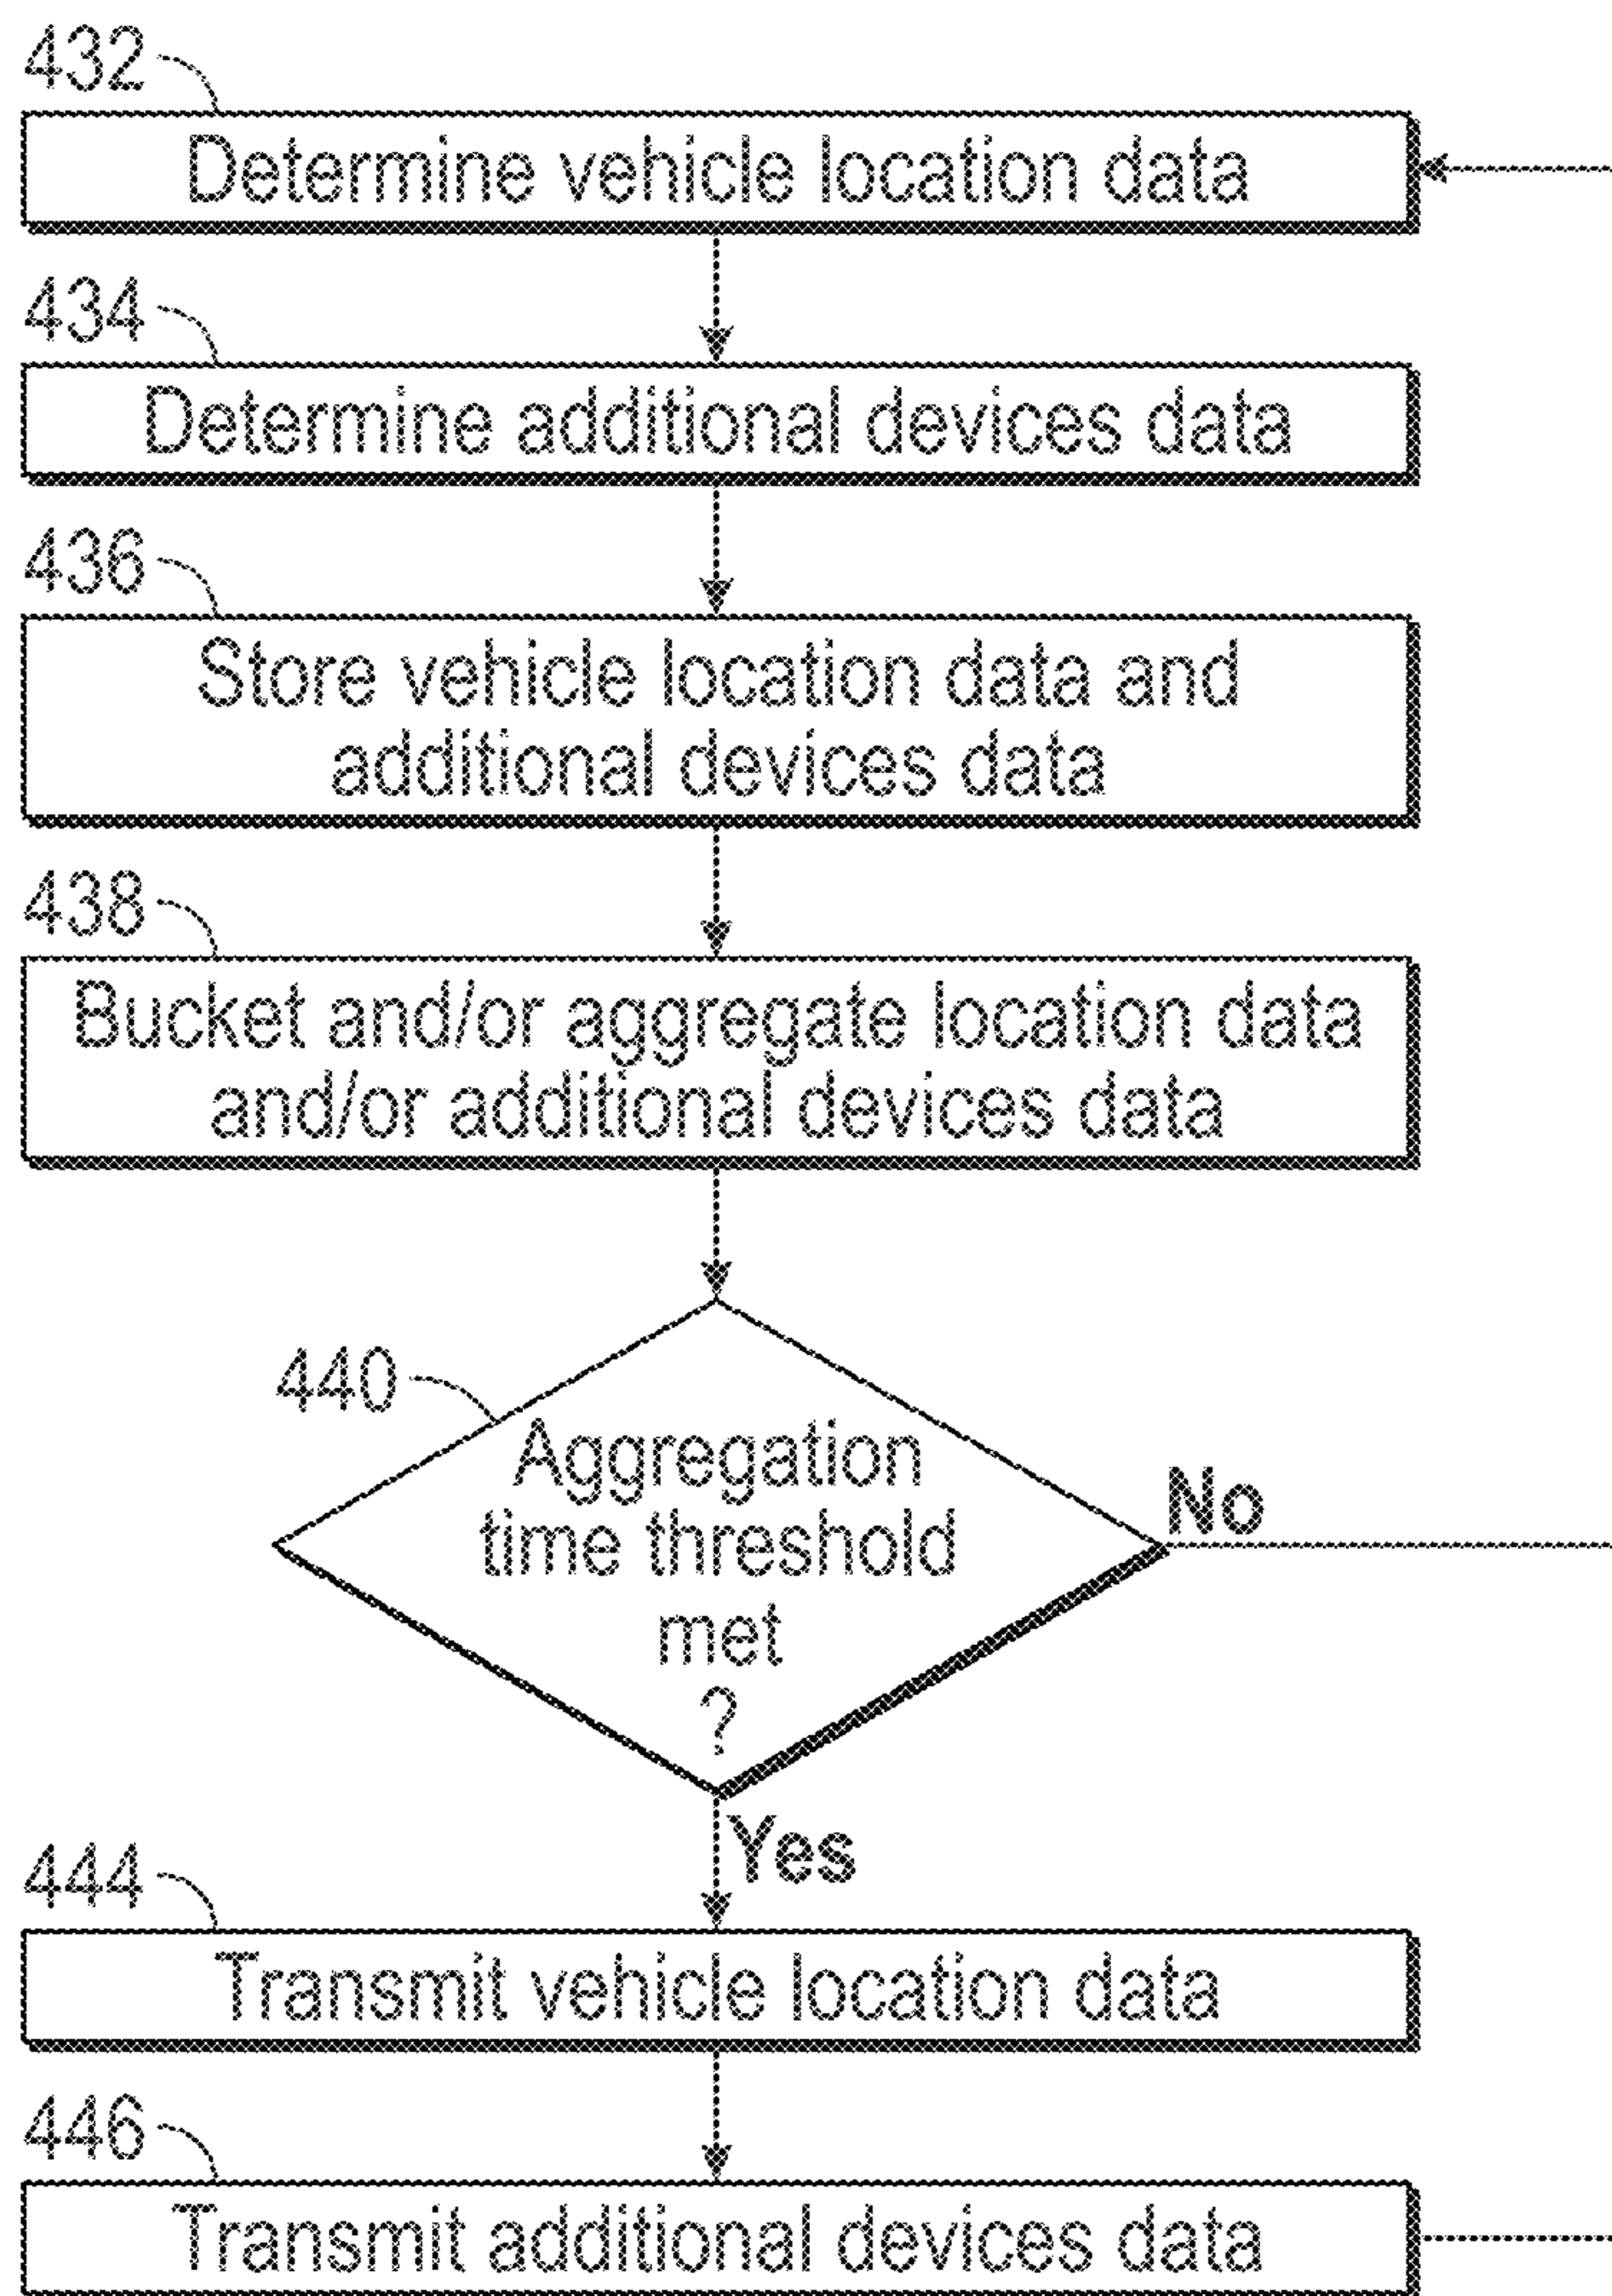 432
Determine vehicle location data
434
Determine additional devices data
436
Store vehicle location data and
additional devices data
438
Bucket and/or aggregate location data
and/or additional devices data
440
Aggregation
time threshold
met
?
No
Yes
444
Transmit vehicle location data
446
Transmit additional devices data